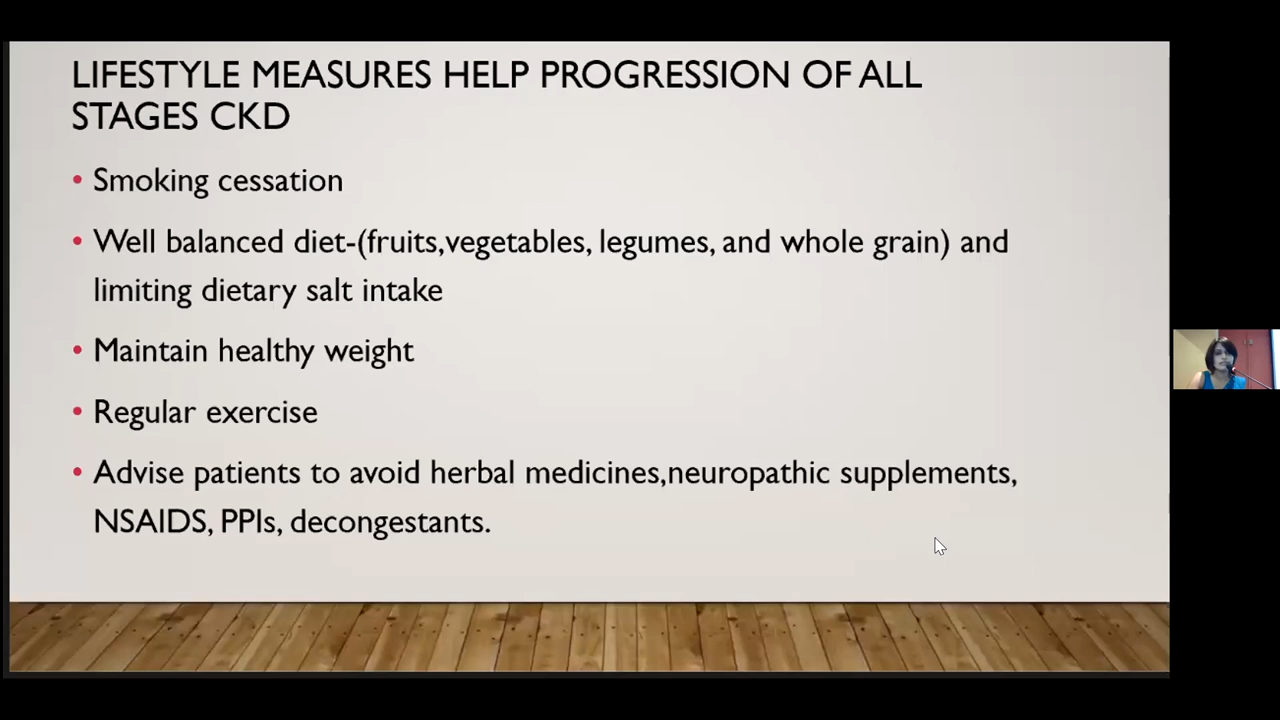 LIFESTYLE MEASURES HELP PROGRESSION OF ALL
STAGES CKD
• Smoking cessation
• Well balanced diet-(fruits,vegetables, legumes, and whole grain) and
limiting dietary salt intake
• Maintain healthy weight
• Regular exercise
• Advise patients to avoid herbal medicines,neuropathic supplements,
NSAIDS, PPIs, decongestants.